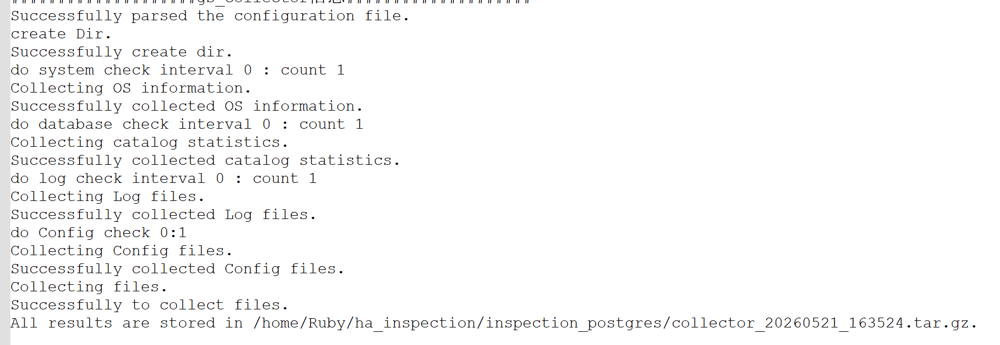 Successfully parsed the configuration file.
create Dir.
Successfully create dir.
do system check interval 0 : count 1
Collecting OS information.
Successfully collected OS information.
do database check interval 0 : count 1
Collecting catalog statistics.
Successfully collected catalog statistics.
do log check interval 0 : count 1
Collecting Log files.
Successfully collected Log files.
do Config check 0:1
Collecting Config files.
Successfully collected Config files.
Collecting files.
Successfully to collect files.
All results are stored in /home/Ruby/ha_inspection/inspection_postgres/collector_20260521_163524.tar.gz.